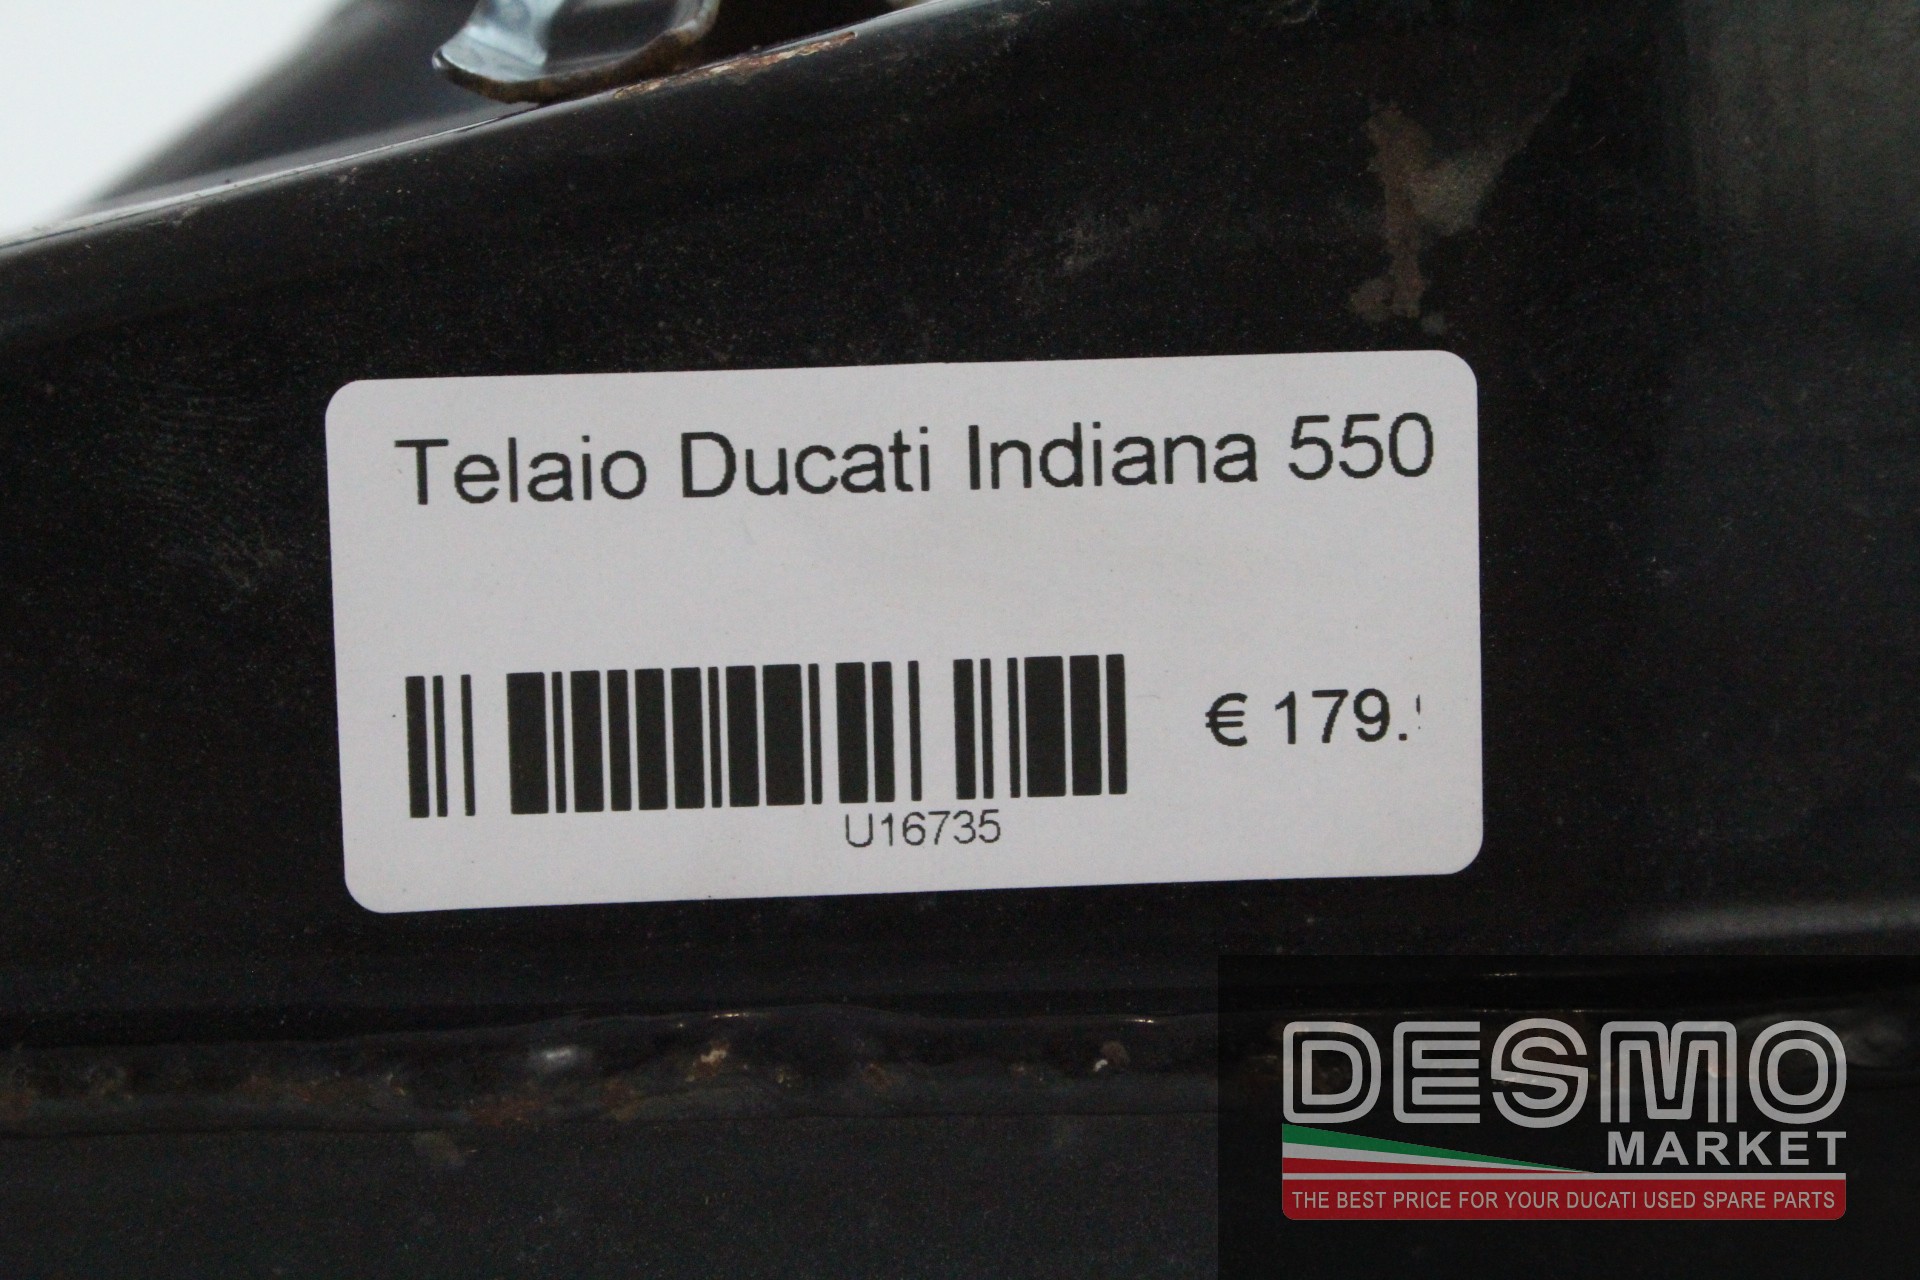 Telaio Ducati Indiana 550
€ 179.
U16735
DESMO
MARKET
THE BEST PRICE FOR YOUR DUCATI USED SPARE PARTS